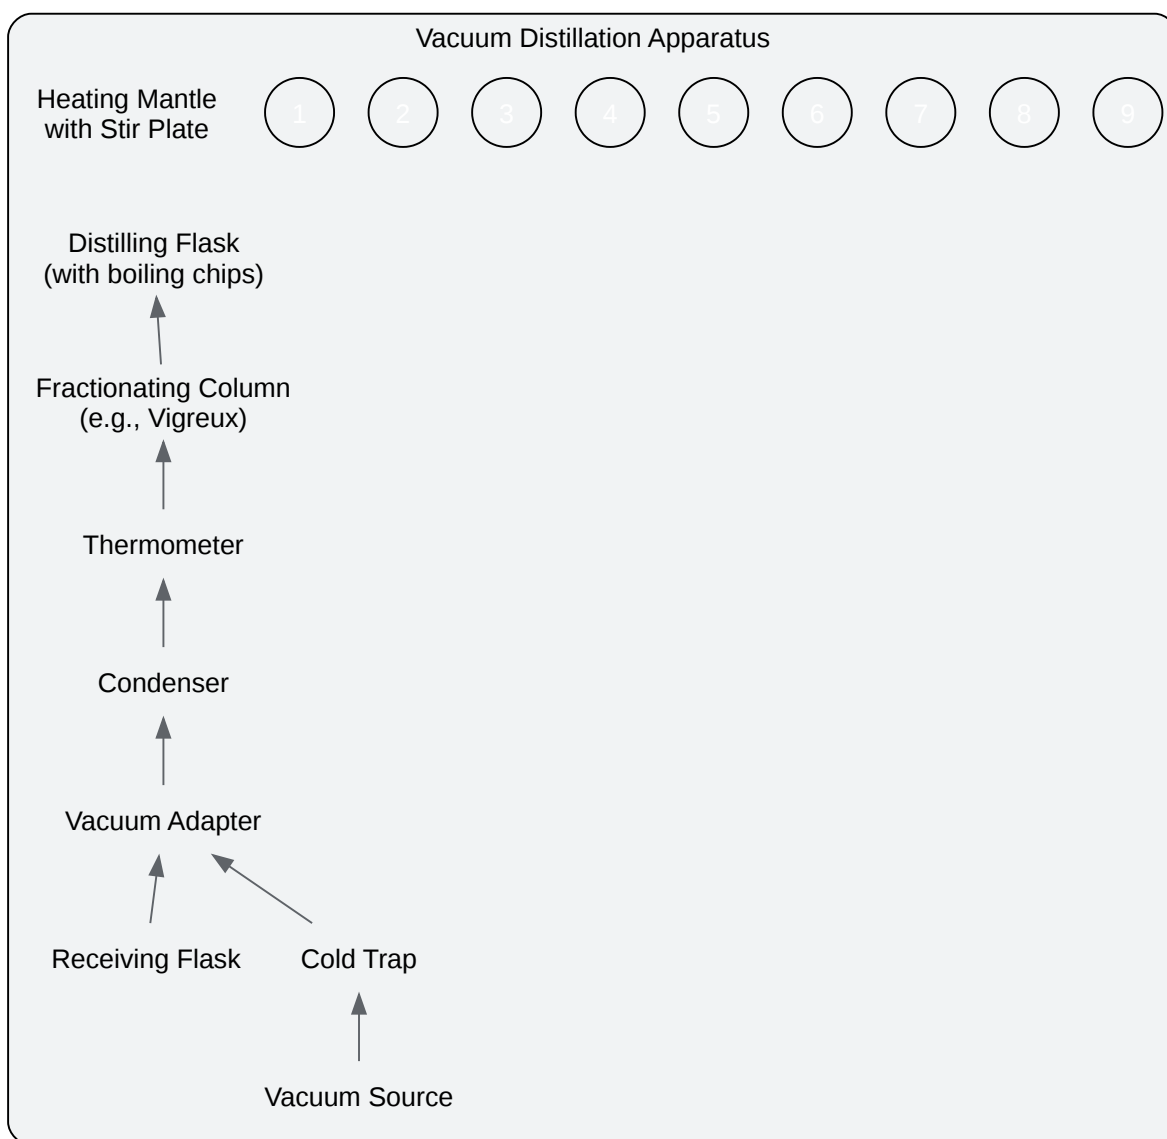 Vacuum Distillation Apparatus
Heating Mantle
with Stir Plate
1 2 3 4 5 6 7 8 9
Distilling Flask
(with boiling chips)
Fractionating Column
(e.g., Vigreux)
Thermometer
Condenser
Vacuum Adapter
Receiving Flask
Cold Trap
Vacuum Source